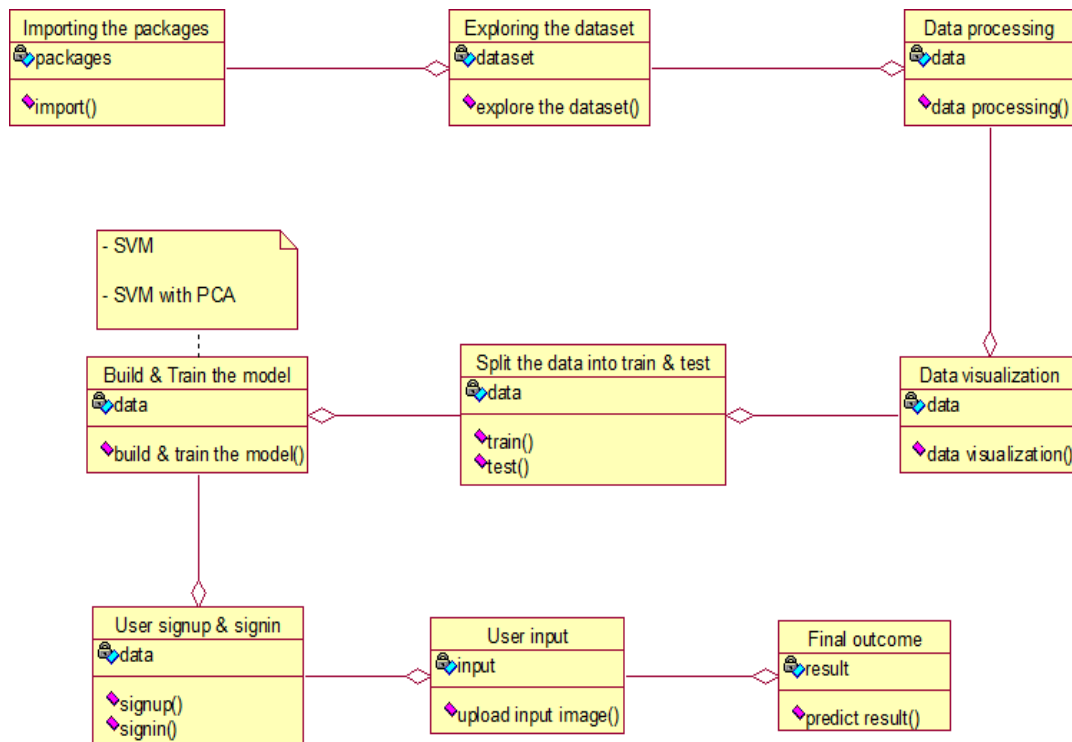 Importing the packages
packages
import()
Exploring the dataset
dataset
explore the dataset()
Data processing
data
data processing()
- SVM
- SVM with PCA
Build & Train the model
data
build & train the model()
Split the data into train & test
data
train()
test()
Data visualization
data
data visualization()
User signup & signin
data
signup()
signin()
User input
input
upload input image()
Final outcome
result
predict result()